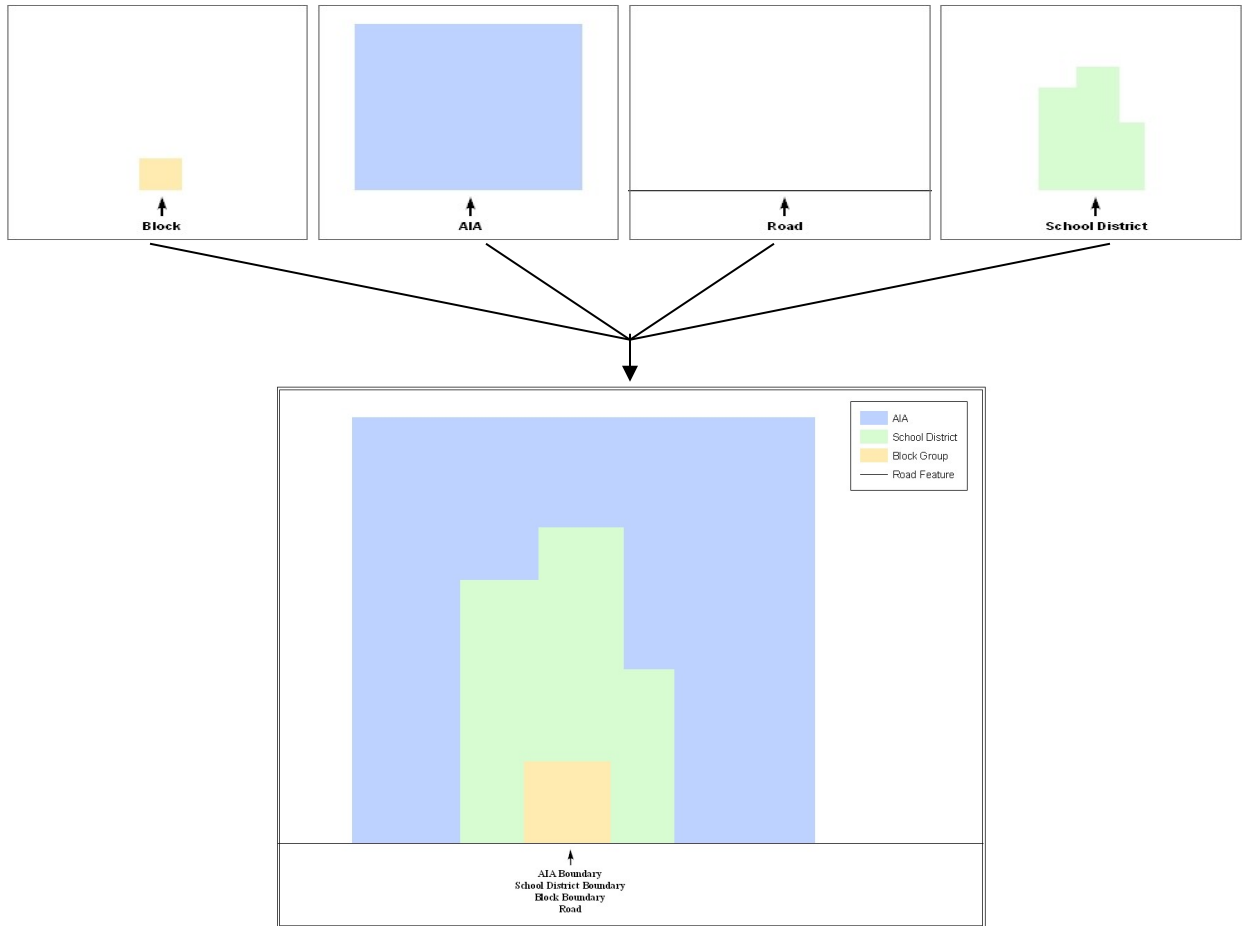 Block
AIA
Road
School District
AIA
School District
Block Group
Road Feature
AIA Boundary
School District Boundary
Block Boundary
Road